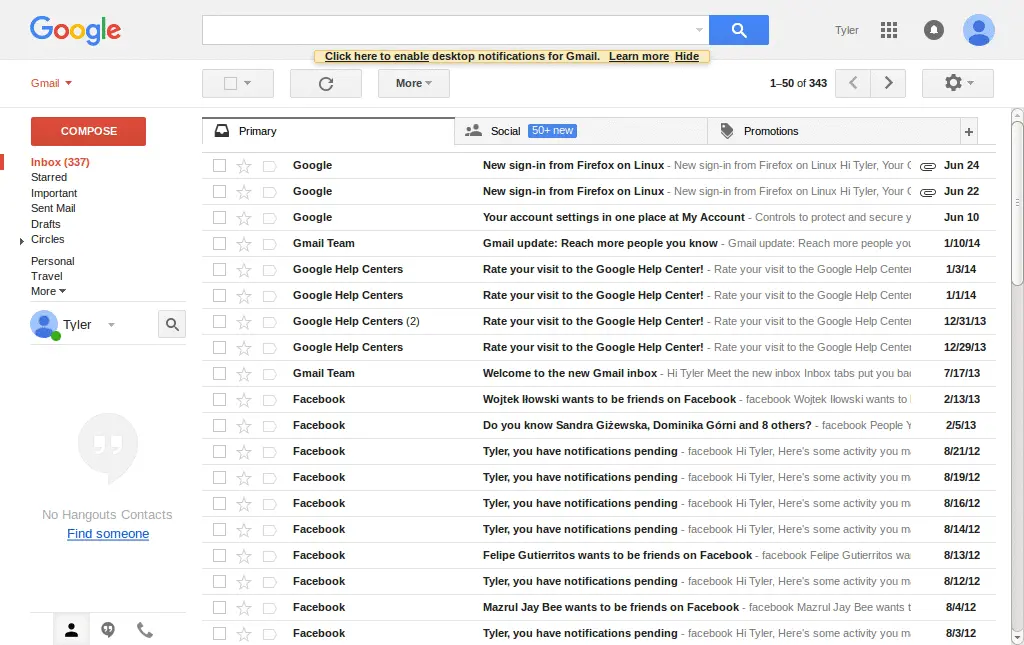 Google
Tyler
Click here to enable desktop notifications for Gmail. Learn more Hide
Gmail
More
1–50 of 343
COMPOSE
Inbox (337)
Starred
Important
Sent Mail
Drafts
Circles
Personal
Travel
More
Tyler
No Hangouts Contacts
Find someone
Primary
Social 50+ new
Promotions
+
Google New sign-in from Firefox on Linux - New sign-in from Firefox on Linux Hi Tyler, Your Jun 24
Google New sign-in from Firefox on Linux - New sign-in from Firefox on Linux Hi Tyler, Your Jun 22
Google Your account settings in one place at My Account - Controls to protect and secure y Jun 10
Gmail Team Gmail update: Reach more people you know - Gmail update: Reach more people you 1/10/14
Google Help Centers Rate your visit to the Google Help Center! - Rate your visit to the Google Help Center 1/3/14
Google Help Centers Rate your visit to the Google Help Center! - Rate your visit to the Google Help Center 1/1/14
Google Help Centers (2) Rate your visit to the Google Help Center! - Rate your visit to the Google Help Center 12/31/13
Google Help Centers Rate your visit to the Google Help Center! - Rate your visit to the Google Help Center 12/29/13
Gmail Team Welcome to the new Gmail inbox - Hi Tyler Meet the new inbox Inbox tabs put you bac 7/17/13
Facebook Wojtek Iłowski wants to be friends on Facebook - facebook Wojtek Iłowski wants to 2/13/13
Facebook Do you know Sandra Giżewska, Dominika Górni and 8 others? - facebook People Y 2/5/13
Facebook Tyler, you have notifications pending - facebook Hi Tyler, Here's some activity you m 8/21/12
Facebook Tyler, you have notifications pending - facebook Hi Tyler, Here's some activity you m 8/19/12
Facebook Tyler, you have notifications pending - facebook Hi Tyler, Here's some activity you m 8/16/12
Facebook Tyler, you have notifications pending - facebook Hi Tyler, Here's some activity you m 8/14/12
Facebook Felipe Gutierritos wants to be friends on Facebook - facebook Felipe Gutierritos wa 8/13/12
Facebook Tyler, you have notifications pending - facebook Hi Tyler, Here's some activity you m 8/12/12
Facebook Mazrul Jay Bee wants to be friends on Facebook - facebook Mazrul Jay Bee wants t 8/4/12
Facebook Tyler, you have notifications pending - facebook Hi Tyler, Here's some activity you m 8/3/12